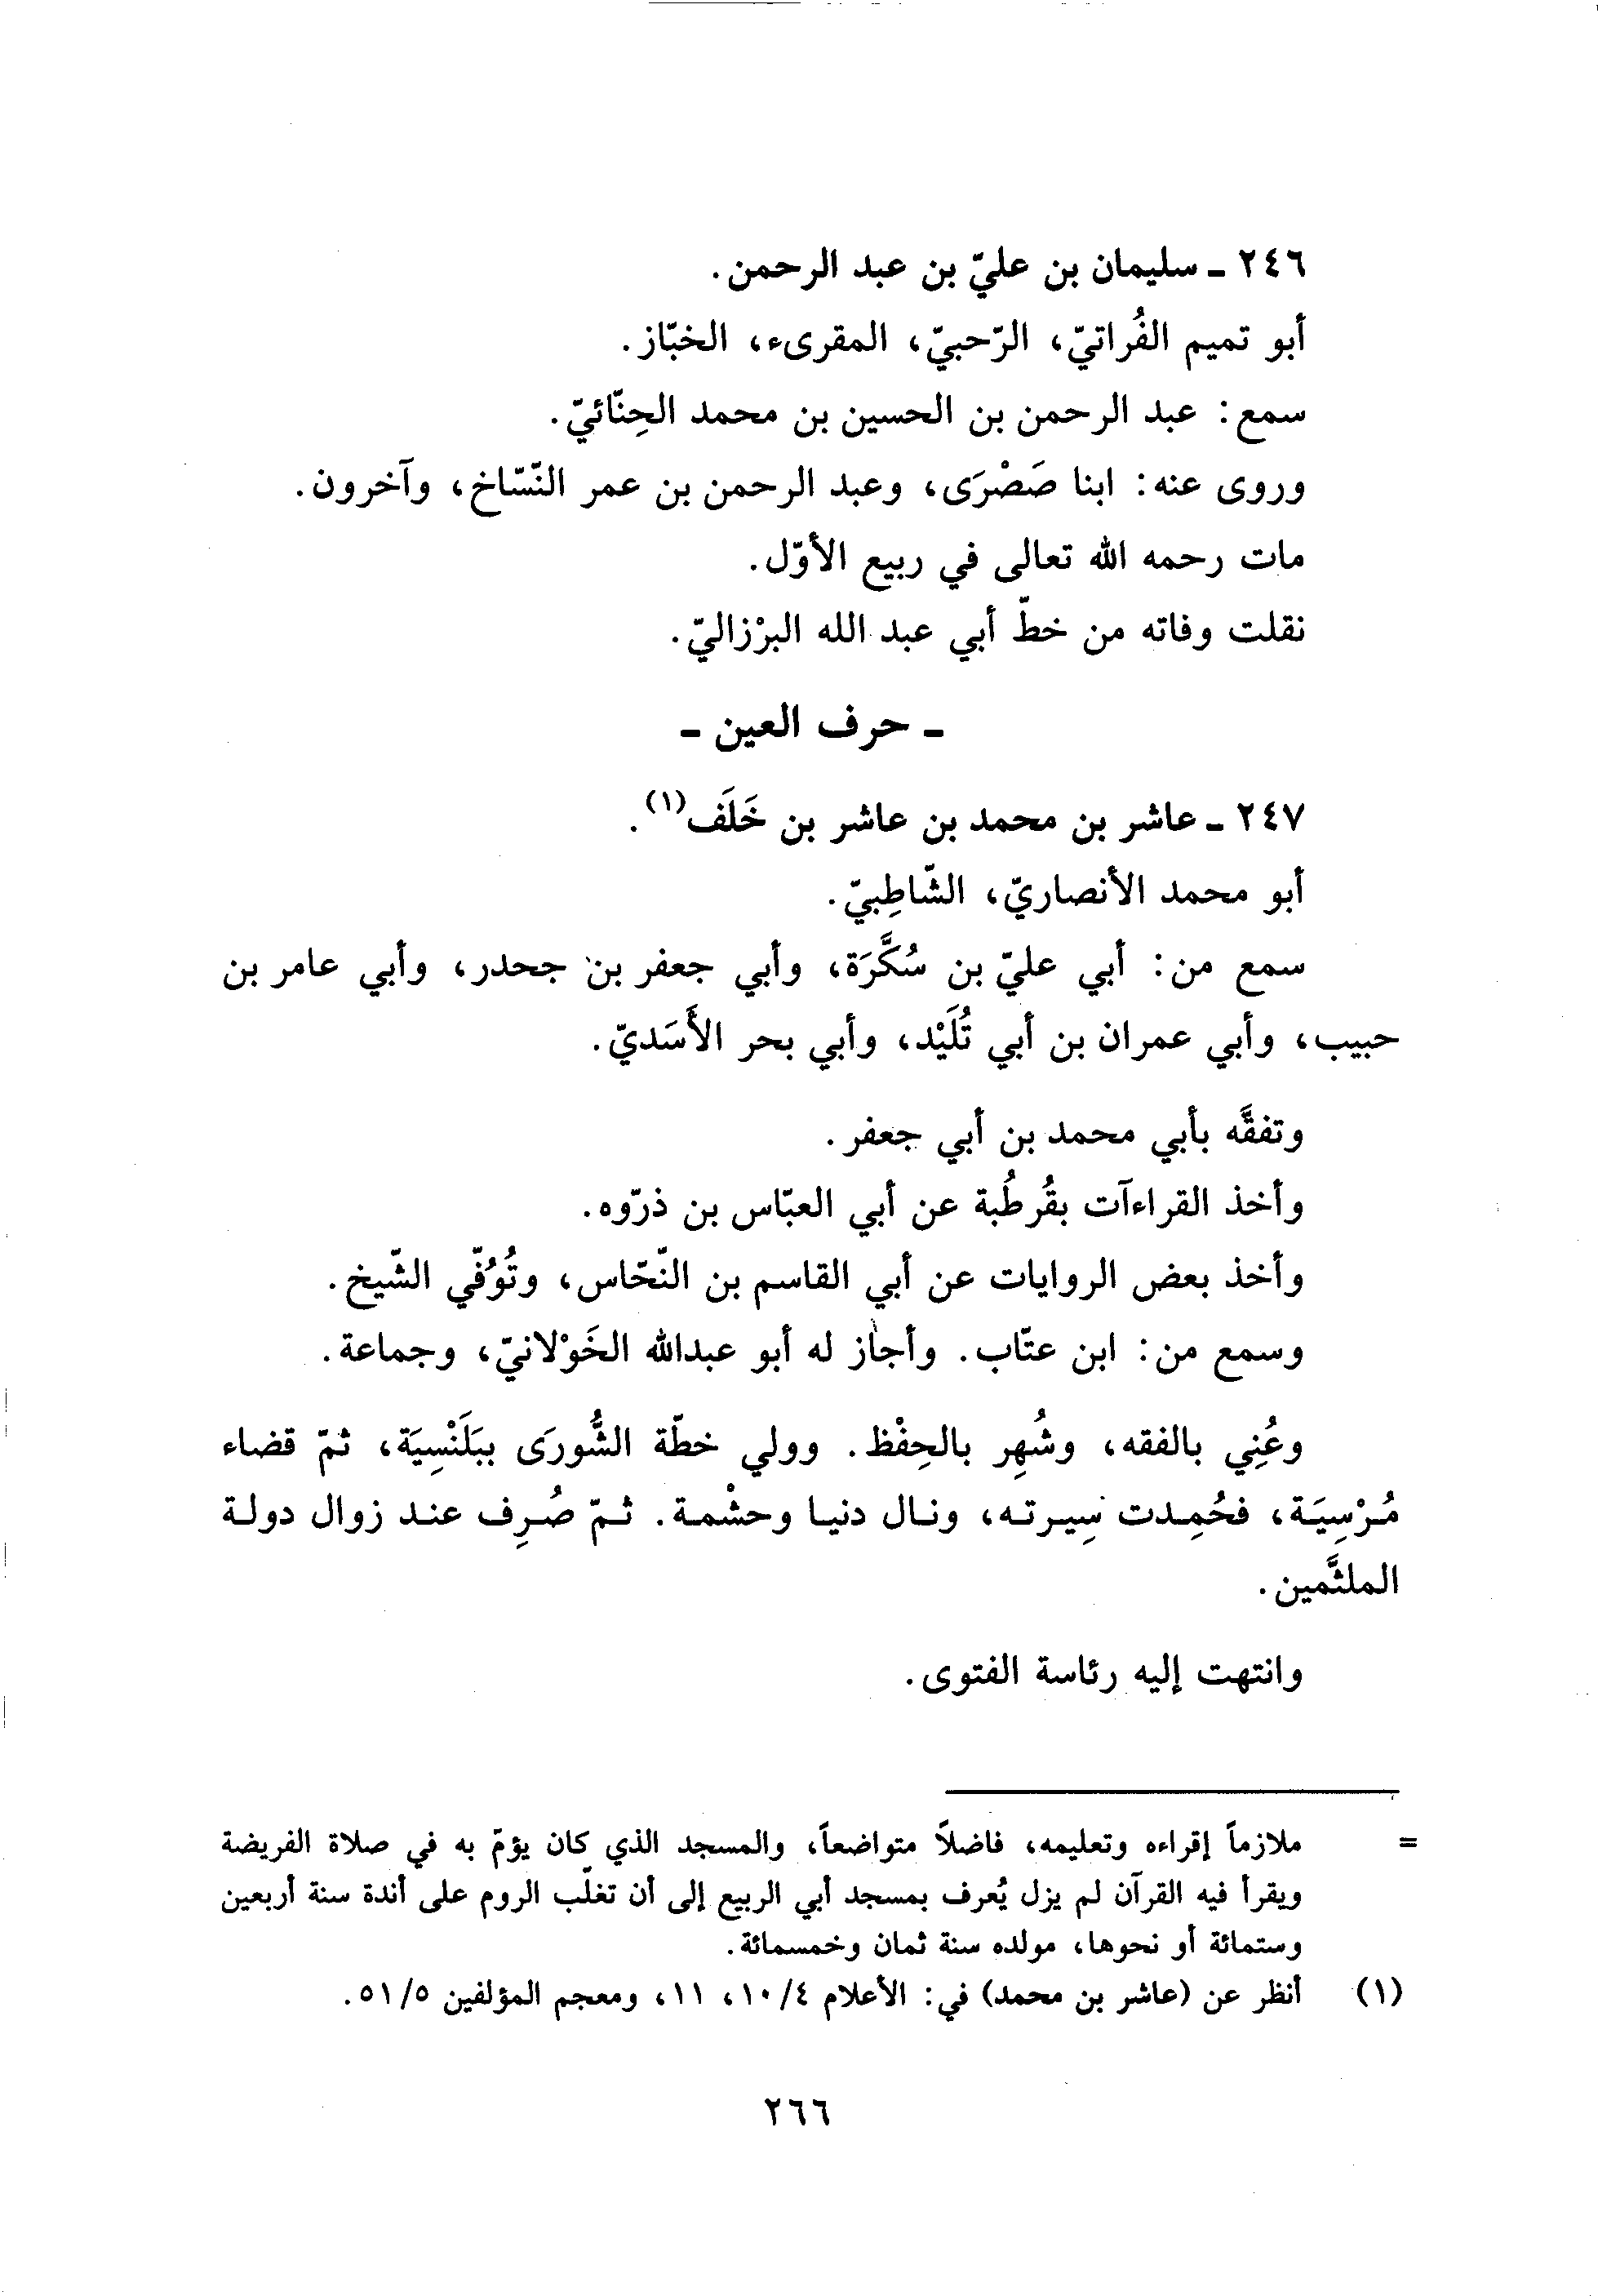 ٢٤٦ ـ سليمان بن عليّ بن عبد الرحمن.
أبو تميم الفُراتيّ، الرّحبيّ، المقرىء، الخبّاز.
سمع: عبد الرحمن بن الحسين بن محمد الحِنّائيّ.
وروى عنه: ابنا صَصْرَى، وعبد الرحمن بن عمر النّسّاخ، وآخرون.
مات رحمه الله تعالى في ربيع الأوّل.
نقلت وفاته من خطّ أبي عبد الله البرْزاليّ.
ـ حرف العين ـ
٢٤٧ ـ عاشر بن محمد بن عاشر بن خَلَف(١).
أبو محمد الأنصاريّ، الشّاطِبيّ.
سمع من: أبي عليّ بن سُكَّرَة، وأبي جعفر بن جحدر، وأبي عامر بن
حبيب، وأبي عمران بن أبي تُلَيْد، وأبي بحر الأَسَديّ.
وتفقَّه بأبي محمد بن أبي جعفر.
وأخذ القراءآت بقُرطُبة عن أبي العبّاس بن ذرّوه.
وأخذ بعض الروايات عن أبي القاسم بن النّحّاس، وتُوُفّي الشّيخ.
وسمع من: ابن عتّاب. وأجاز له أبو عبدالله الخَوْلانيّ، وجماعة.
وعُنِي بالفقه، وشُهِر بالحِفْظ. وولي خطّة الشُّورَى ببَلَنْسِيَة، ثمّ قضاء
مُرْسِيَة، فحُمِدت سِيرته، ونال دنيا وحشْمة. ثمّ صُرِف عند زوال دولة
الملثَّمين.
وانتهت إليه رئاسة الفتوى.
= ملازماً إقراءه وتعليمه، فاضلاً متواضعاً، والمسجد الذي كان يؤمّ به في صلاة الفريضة
ويقرأ فيه القرآن لم يزل يُعرف بمسجد أبي الربيع إلى أن تغلّب الروم على أندة سنة أربعين
وستمائة أو نحوها، مولده سنة ثمان وخمسمائة.
(١) أنظر عن (عاشر بن محمد) في: الأعلام ١٠/٤، ١١، ومعجم المؤلفين ٥١/٥.
٢٦٦